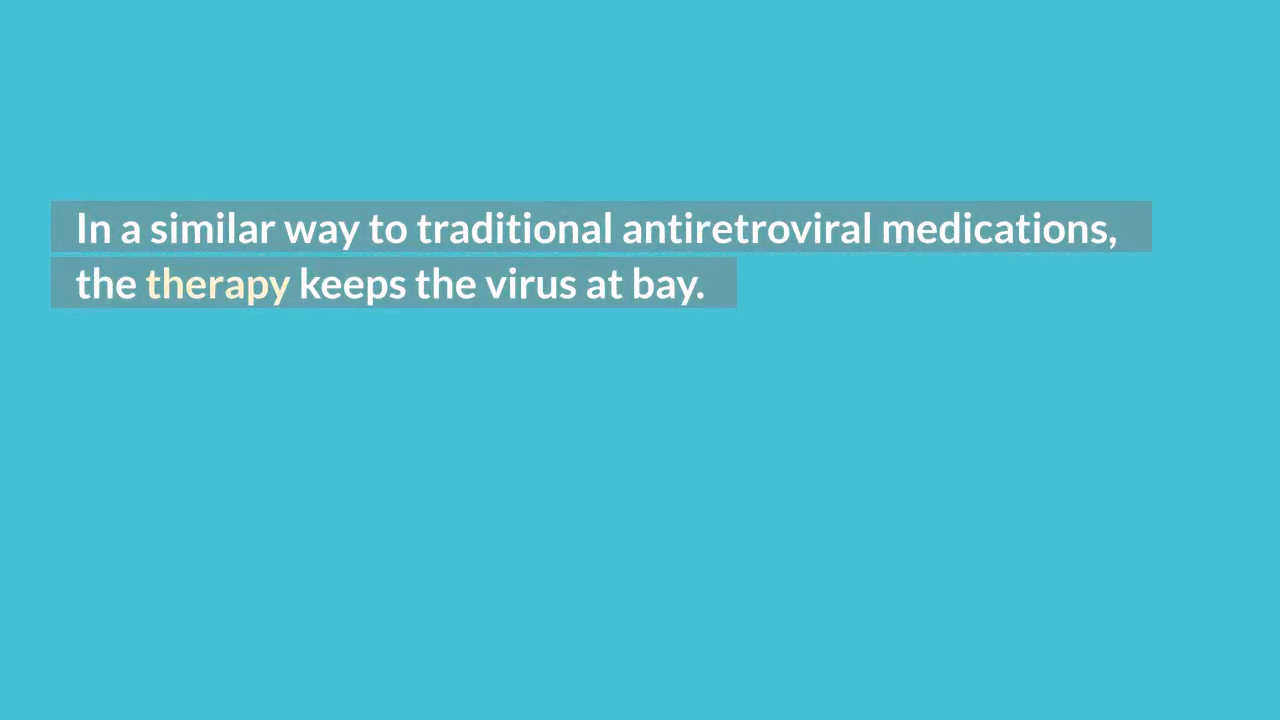 In a similar way to traditional antiretroviral medications,
the therapy keeps the virus at bay.